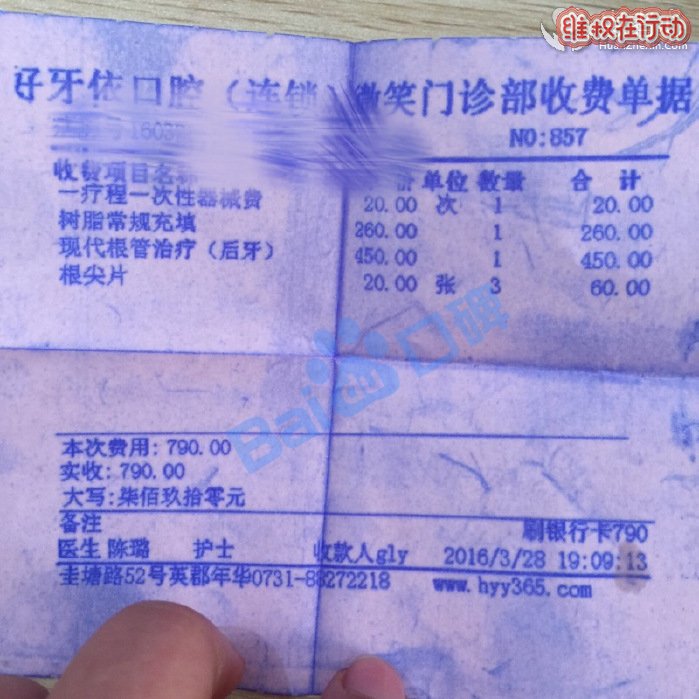 维权在行动
好牙依口腔（连锁）微笑门诊部收费单据
NO:857
收费项目名称 单位 数量 合 计
一疗程一次性器械费 20.00 次 1 20.00
树脂常规充填 260.00 1 260.00
现代根管治疗（后牙） 450.00 1 450.00
根尖片 20.00 张 3 60.00
Baidu口碑
本次费用: 790.00
实收: 790.00
大写: 柒佰玖拾零元
备注 刷银行卡790
医生 陈璐 护士 收款人gly 2016/3/28 19:09:13
圭塘路52号英郡年华0731-88272218 www.hyy365.com